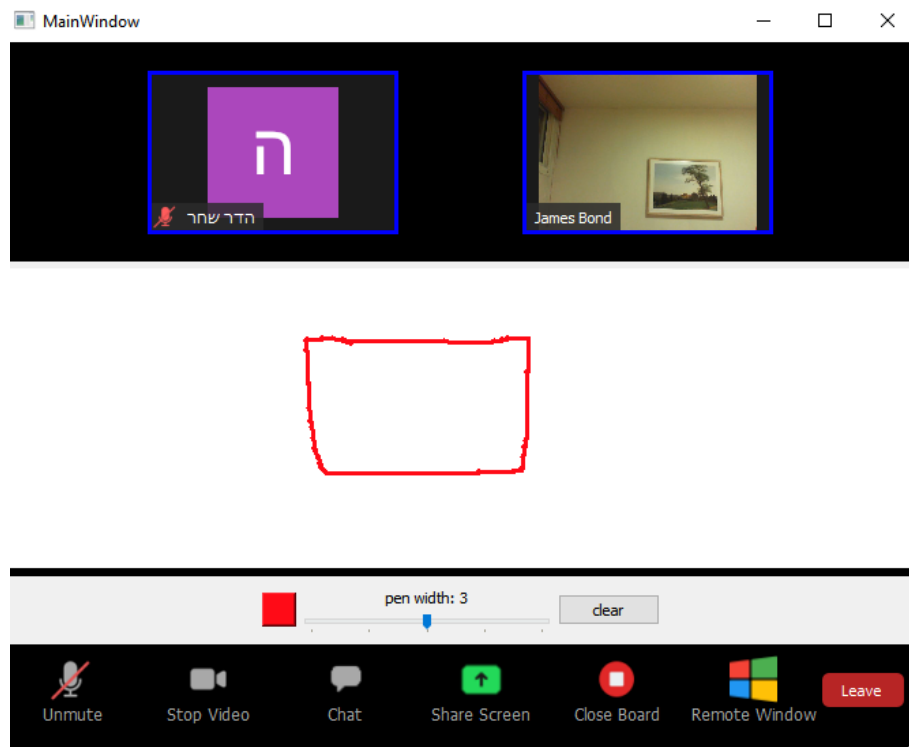 MainWindow
ה
הדר שחר
James Bond
pen width: 3
clear
Unmute
Stop Video
Chat
Share Screen
Close Board
Remote Window
Leave